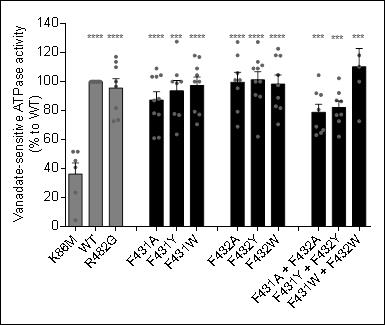 Vanadate-sensitive ATPase activity
(% to WT)
140
120
100
80
60
40
20
0
**** **** **** *** **** **** **** **** *** *** ***
K86M
WT
R482G
F431A
F431Y
F431W
F432A
F432Y
F432W
F431A + F432A
F431Y + F432Y
F431W + F432W